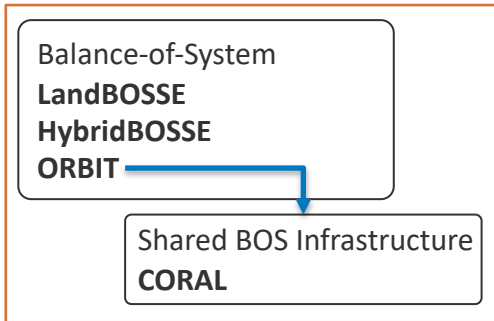 Balance-of-System
LandBOSSE
HybridBOSSE
ORBIT
Shared BOS Infrastructure
CORAL